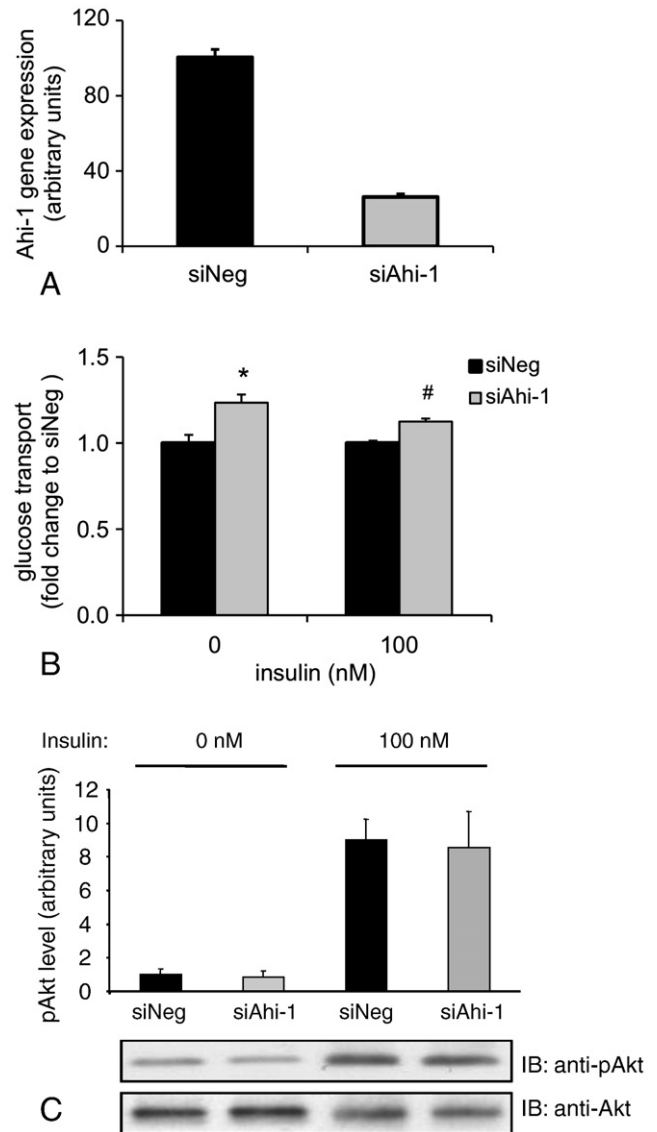 Ahi-1 gene expression
(arbitrary units)
120
80
40
0
siNeg
siAhi-1
A
glucose transport
(fold change to siNeg )
1.5
1.0
0.5
0.0
*
#
siNeg
siAhi-1
0
100
insulin (nM)
B
Insulin:
0 nM
100 nM
pAkt level (arbitrary units)
12
10
8
6
4
2
0
siNeg
siAhi-1
siNeg
siAhi-1
IB: anti-pAkt
IB: anti-Akt
C